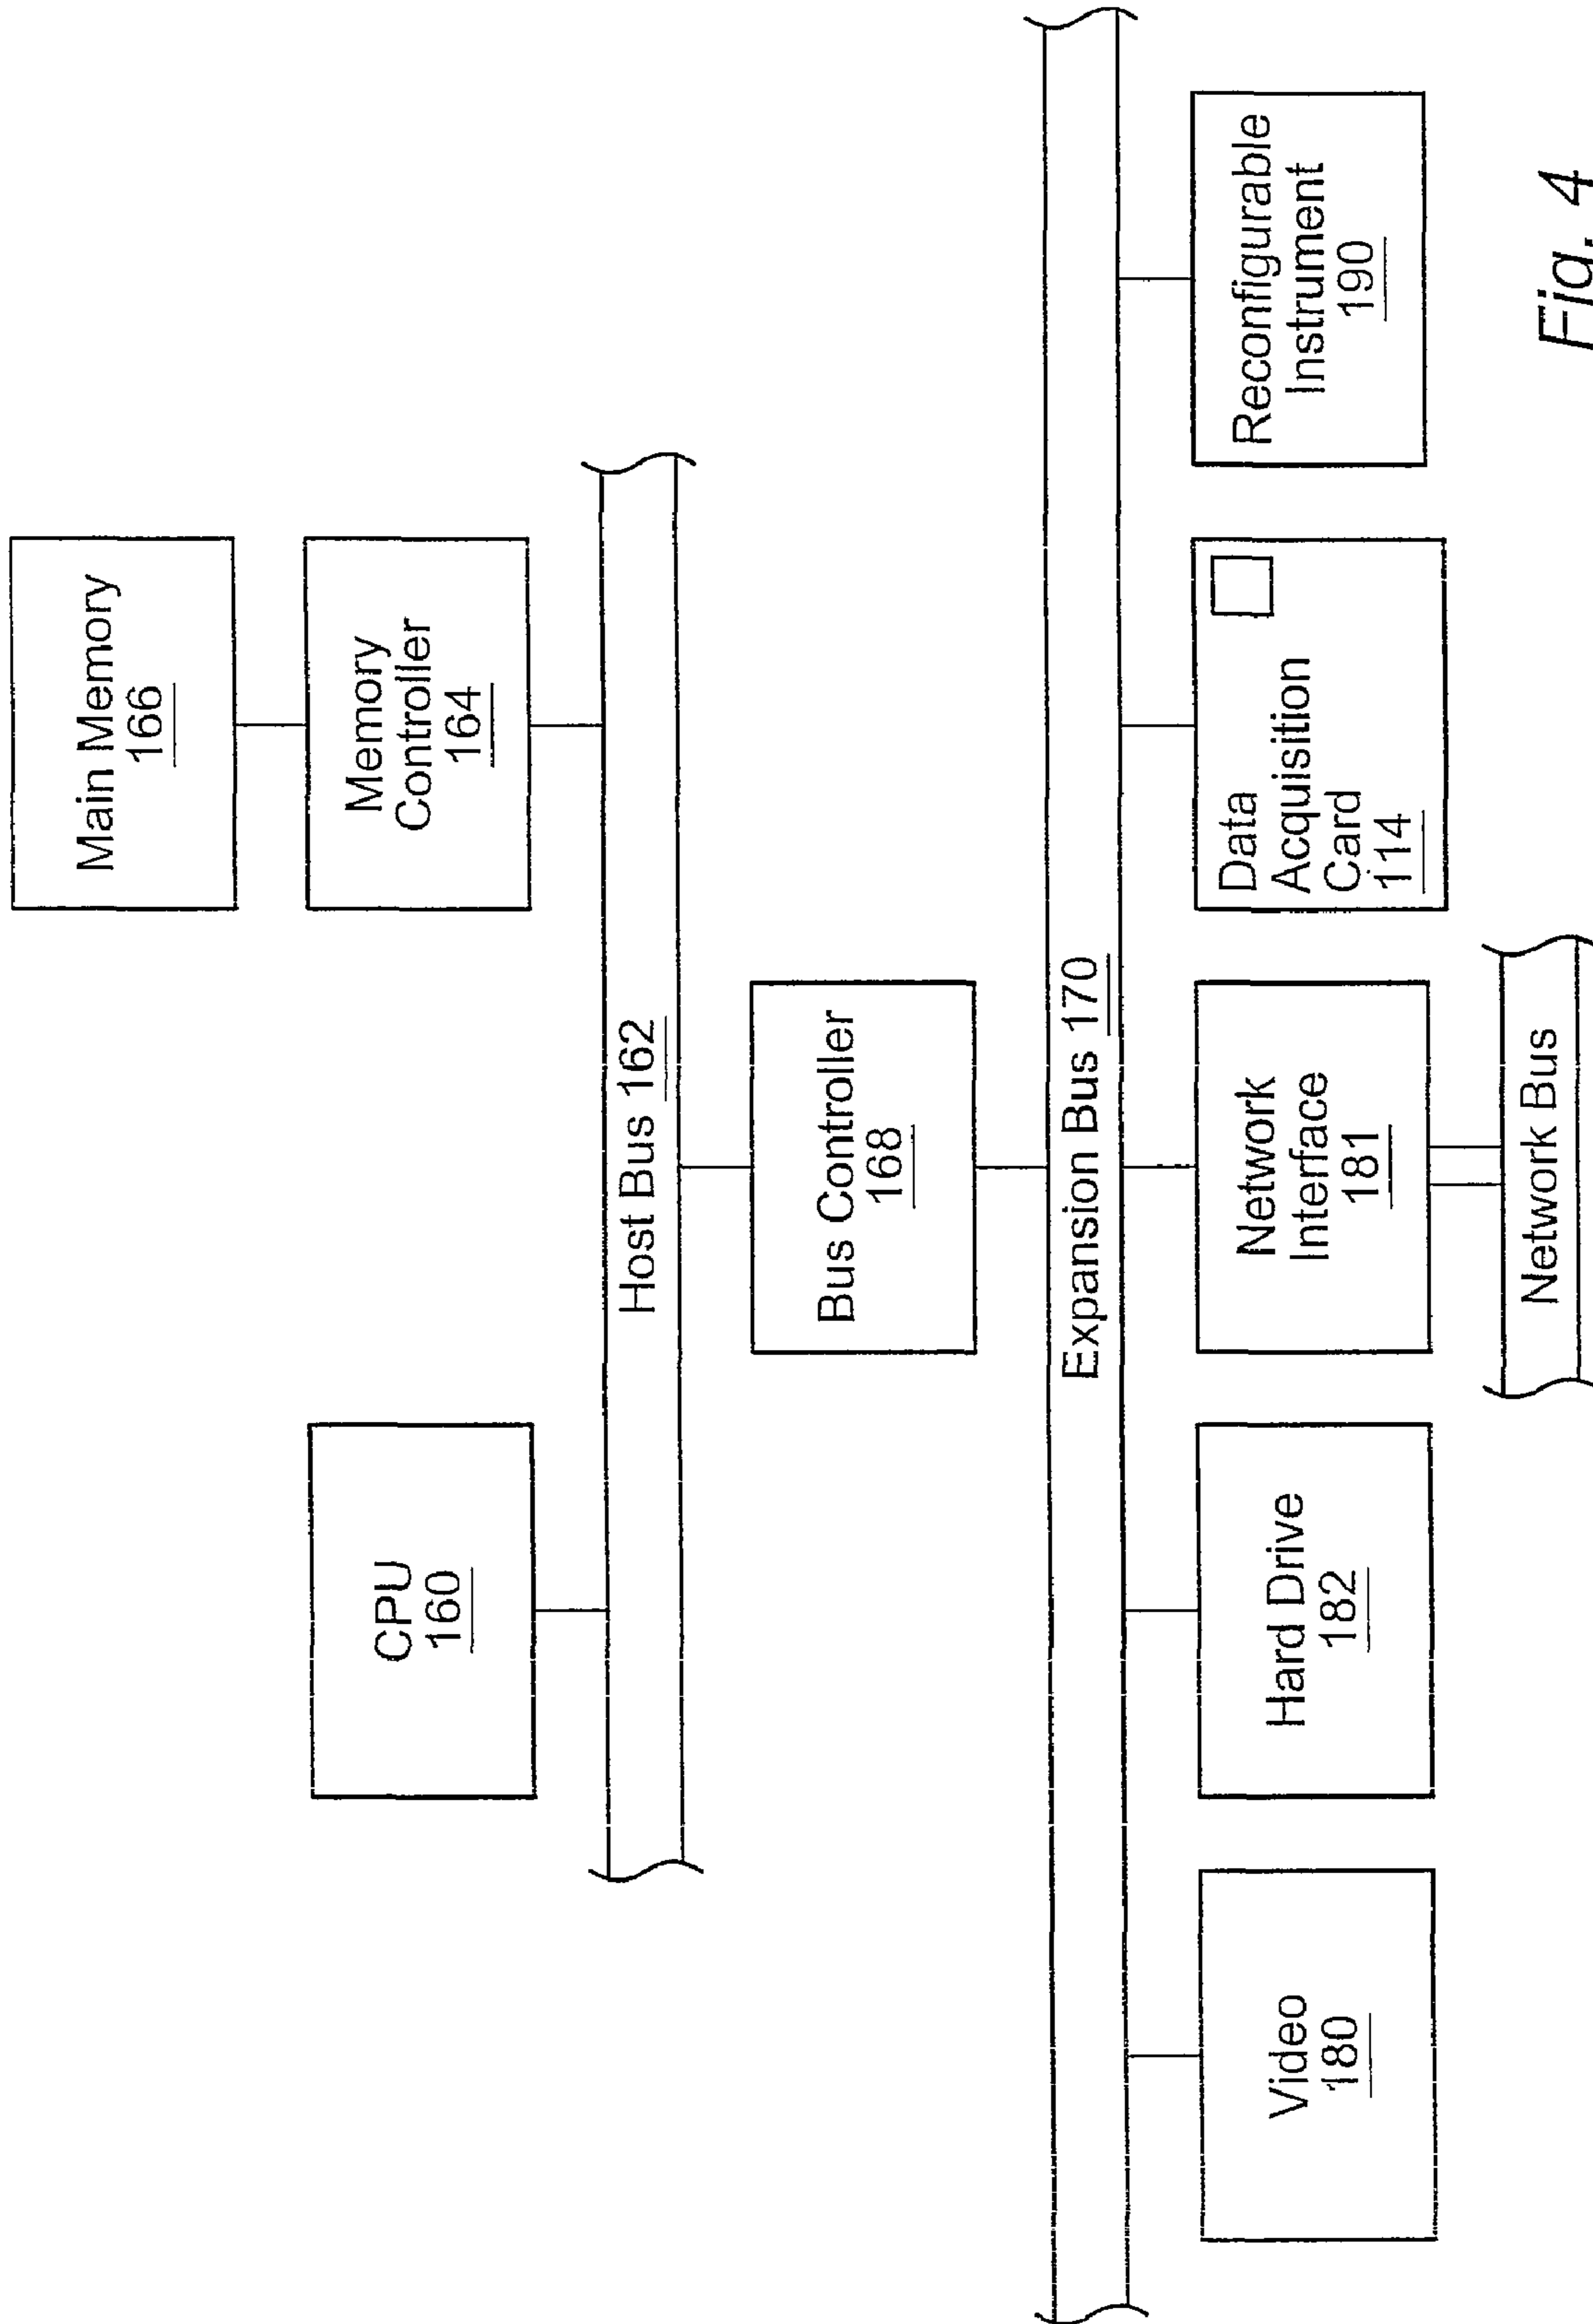 Main Memory
166
CPU
160
Memory
Controller
164
Host Bus 162
Bus Controller
168
Expansion Bus 170
Video
180
Hard Drive
182
Network
Interface
181
Data
Acquisition
Card
114
Reconfigurable
Instrument
190
Network Bus
Fig. 4